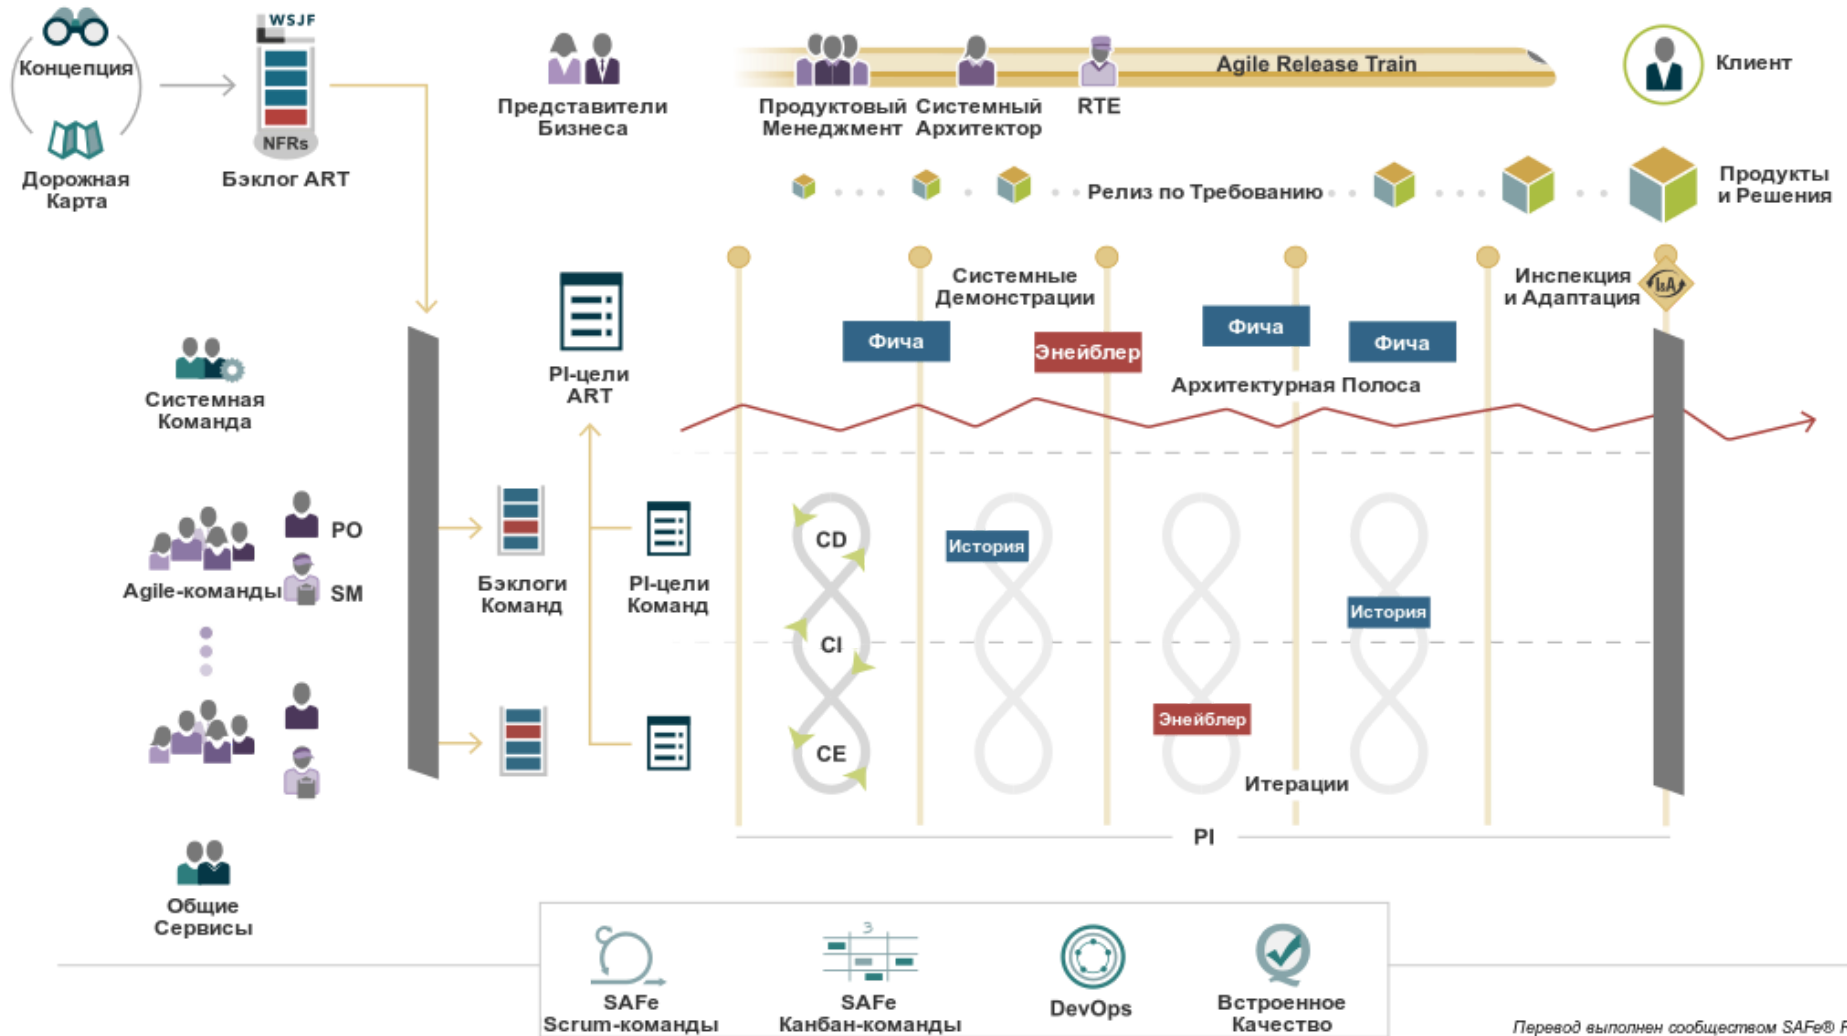 WSJF
Концепция
NFRs
Дорожная
Карта
Бэклог ART
Представители
Бизнеса
Agile Release Train
Продуктовый
Менеджмент
Системный
Архитектор
RTE
Клиент
Релиз по Требованию
Продукты
и Решения
Системные
Демонстрации
Инспекция
и Адаптация
I&A
Фича
Энейблер
Фича
Фича
Архитектурная Полоса
PI-цели
ART
Системная
Команда
PO
SM
Agile-команды
Бэклоги
Команд
PI-цели
Команд
CD
CI
CE
История
История
Энейблер
Итерации
PI
Общие
Сервисы
SAFe
Scrum-команды
3
SAFe
Канбан-команды
DevOps
Встроенное
Качество
Перевод выполнен сообществом SAFe®